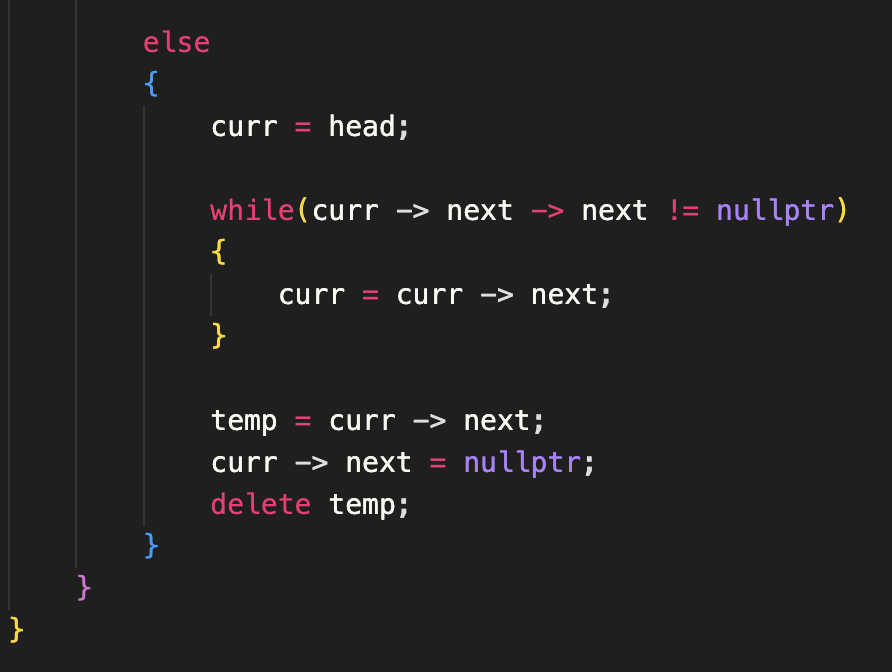 else
{
curr = head;
while(curr -> next -> next != nullptr)
{
curr = curr -> next;
}
temp = curr -> next;
curr -> next = nullptr;
delete temp;
}
}
}